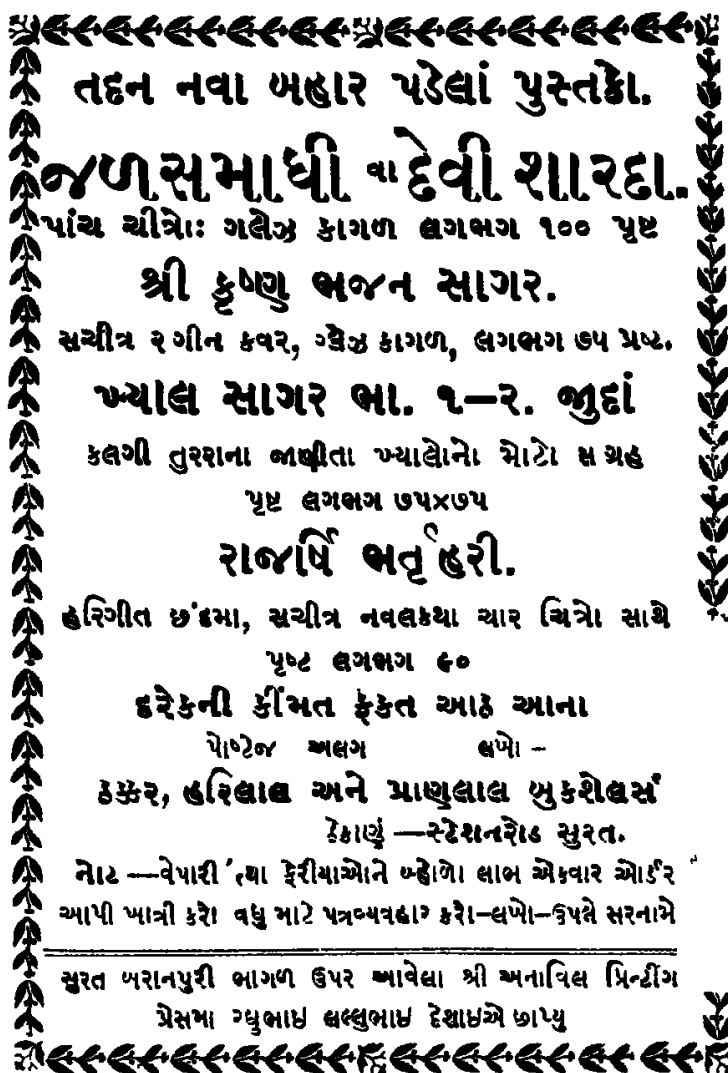 તદન નવા બહાર પડેલાં પુસ્તકો.
જળસમાધી વા દેવી શારદા.
પાંચ ચીત્રોઃ ગલેઝ કાગળ લગભગ ૧૦૦ પૃષ્ટ
શ્રી કૃષ્ણ ભજન સાગર.
સચીત્ર રગીન કવર, ગ્લેઝ કાગળ, લગભગ ૭૫ પ્રષ્ટ.
ખ્યાલ સાગર ભા. ૧—૨. જુદાં
કલગી તુરરાના જાણીતા ખ્યાલોનો મોટો સગ્રહ
પૃષ્ટ લગભગ ૭૫×૭૫
રાજર્ષિ ભર્તૃહરી.
હરિગીત છંદમા, સચીત્ર નવલકથા ચાર ચિત્રો સાથે
પૃષ્ટ લગભગ ૯૦
દરેકની કીંમત ફકત આઠ આના
પોષ્ટેજ અલગ લખો –
ઠક્કર, હરિલાલ અને પ્રાણલાલ બુકશેલર્સ
ઠેકાણું —સ્ટેશનરોડ સુરત.
નોટ —વેપારી તથા ફેરીયાઓને બ્હોળો લાભ એકવાર ઓર્ડર
આપી ખાત્રી કરો વધુ માટે પત્રવ્યવહાર કરો–લખો–ઉપલે સરનામે
સુરત બરાનપુરી ભાગળ ઉપર આવેલા શ્રી અનાવિલ પ્રિન્ટીંગ
પ્રેસમા લલ્લુભાઇ દેશાઇએ છાપ્યુ